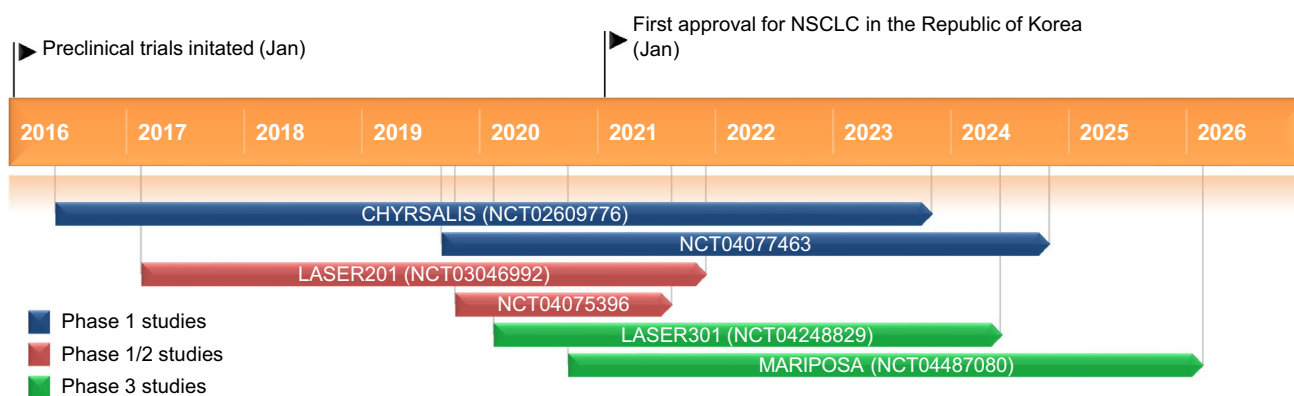 First approval for NSCLC in the Republic of Korea
(Jan)
Preclinical trials initated (Jan)
2016 2017 2018 2019 2020 2021 2022 2023 2024 2025 2026
CHYRSALIS (NCT02609776)
NCT04077463
LASER201 (NCT03046992)
NCT04075396
LASER301 (NCT04248829)
MARIPOSA (NCT04487080)
Phase 1 studies
Phase 1/2 studies
Phase 3 studies